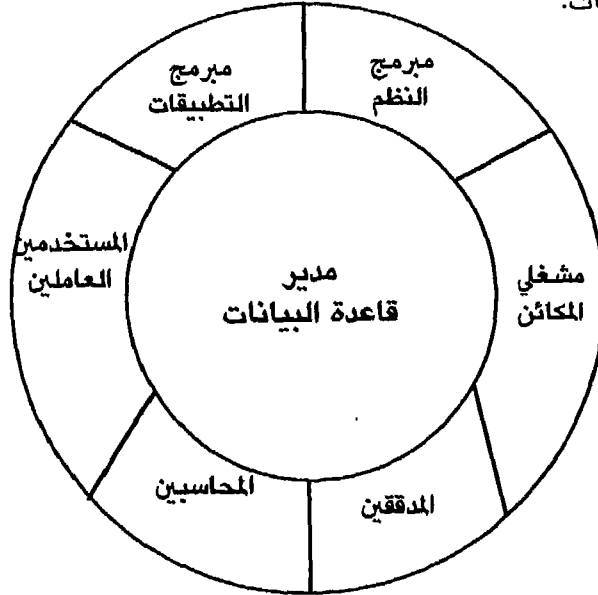 ات.
مبرمج
النظم
مبرمج
التطبيقات
مشغلي
المكائن
المستخدمين
العاملين
مدير
قاعدة البيانات
المدققين
المحاسبين